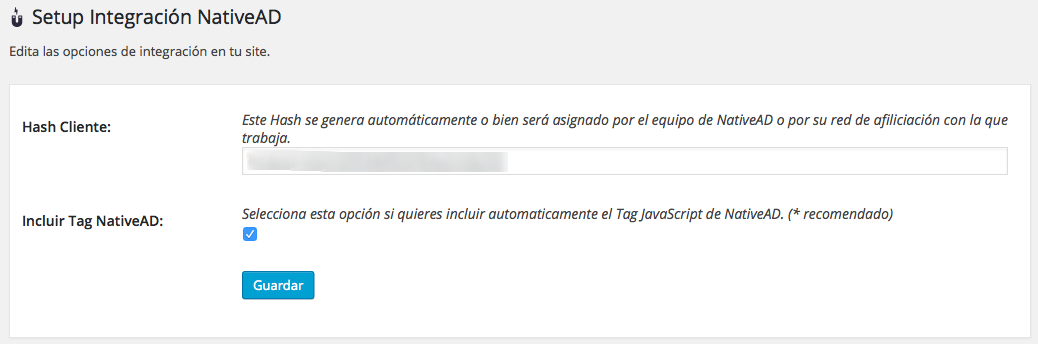 Setup Integración NativeAD
Edita las opciones de integración en tu site.
Hash Cliente:
Este Hash se genera automáticamente o bien será asignado por el equipo de NativeAD o por su red de afiliciación con la que
trabaja.
Incluir Tag NativeAD:
Selecciona esta opción si quieres incluir automaticamente el Tag JavaScript de NativeAD. (* recomendado)
Guardar